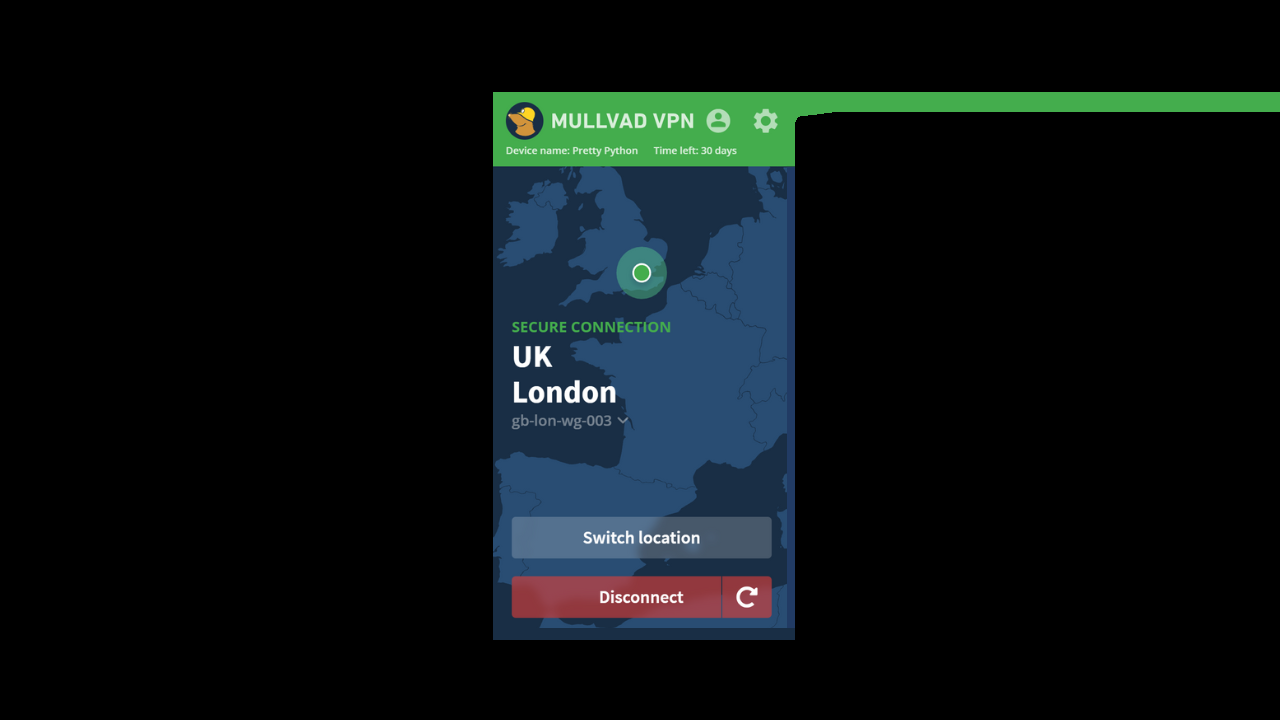 MULLVAD VPN
Device name: Pretty Python Time left: 30 days
SECURE CONNECTION
UK
London
gb-lon-wg-003
Switch location
Disconnect